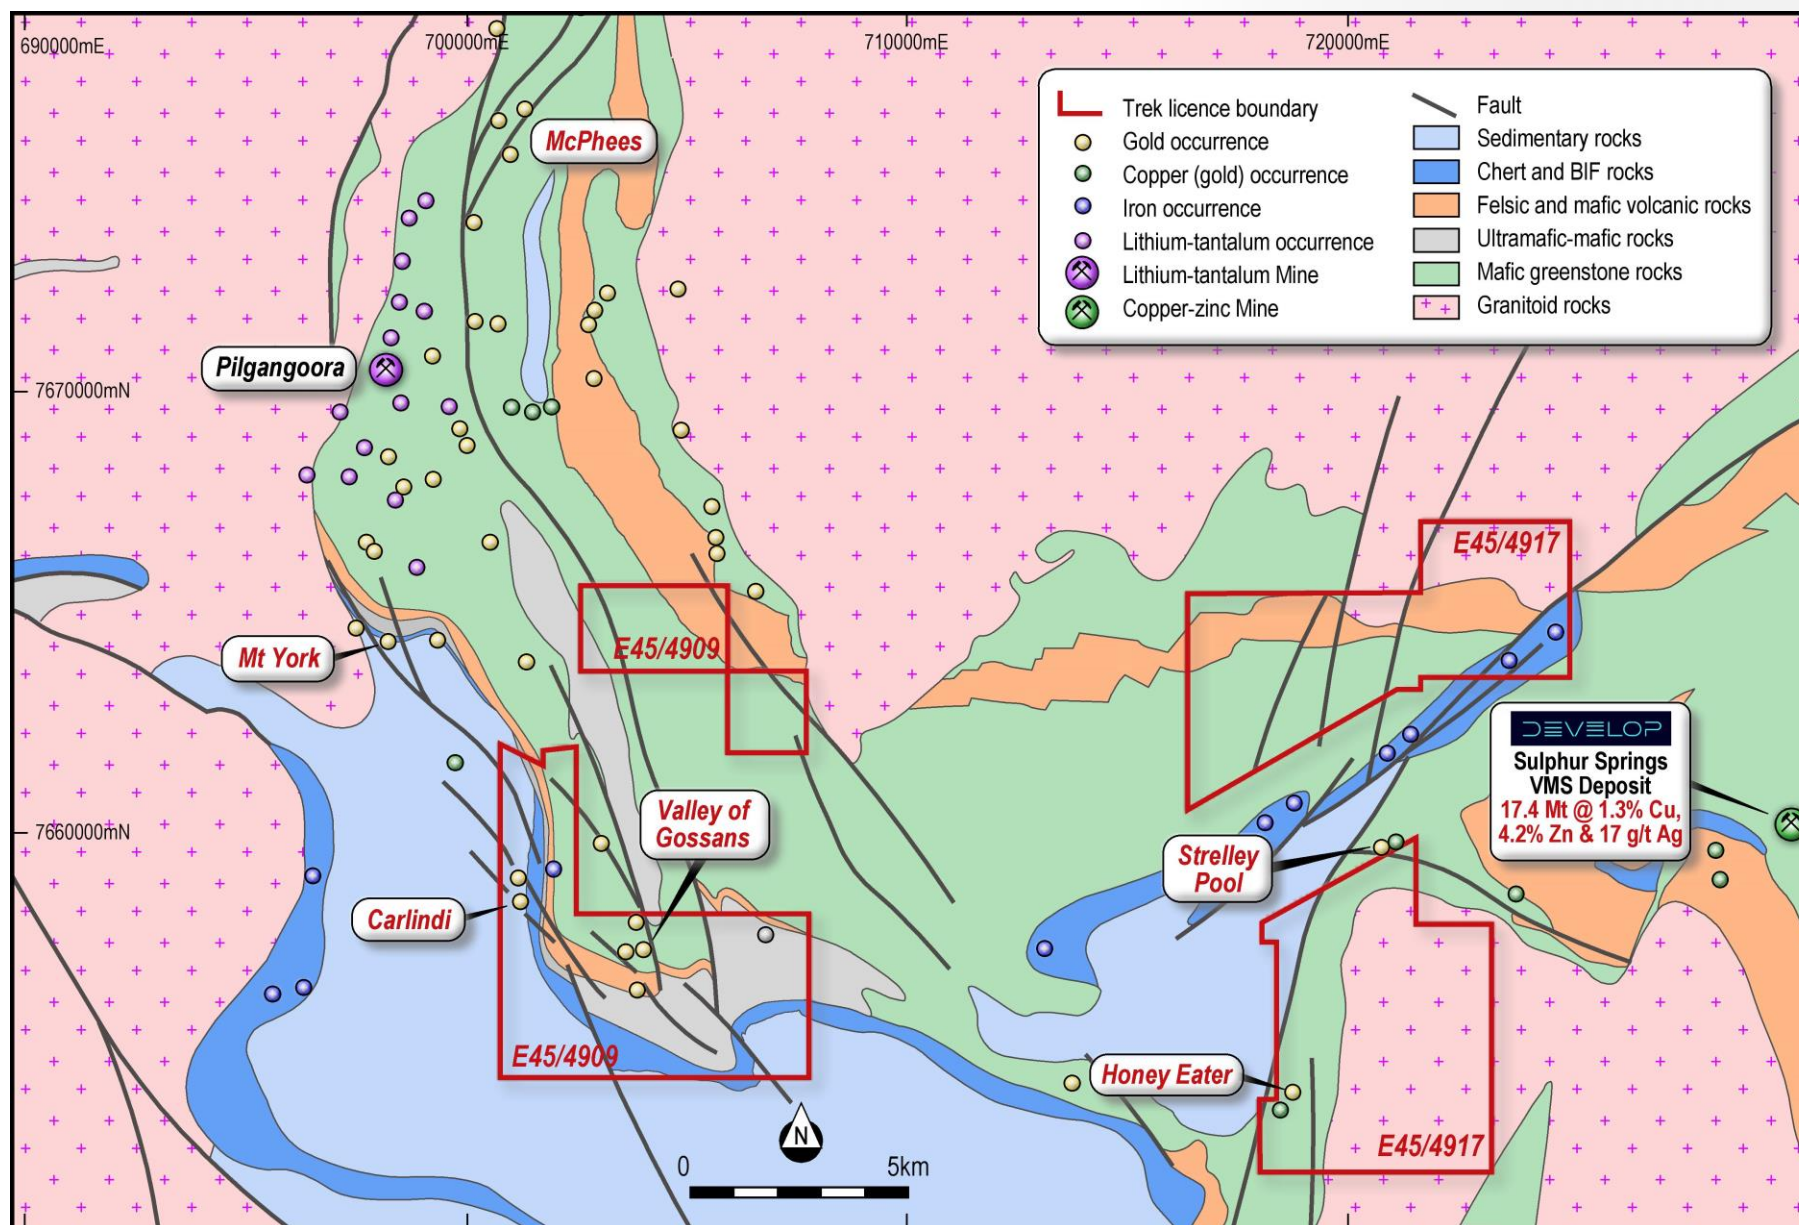 690000mE
700000mE
710000mE
720000mE
Trek licence boundary
Gold occurrence
Copper (gold) occurrence
Iron occurrence
Lithium-tantalum occurrence
Lithium-tantalum Mine
Copper-zinc Mine
Fault
Sedimentary rocks
Chert and BIF rocks
Felsic and mafic volcanic rocks
Ultramafic-mafic rocks
Mafic greenstone rocks
Granitoid rocks
McPhees
Pilgangoora
7670000mN
E45/4917
E45/4909
Mt York
DEVELOP
Sulphur Springs
VMS Deposit
17.4 Mt @ 1.3% Cu,
4.2% Zn & 17 g/t Ag
Valley of
Gossans
7660000mN
Strelley
Pool
Carlindi
E45/4909
Honey Eater
E45/4917
N
0
5km